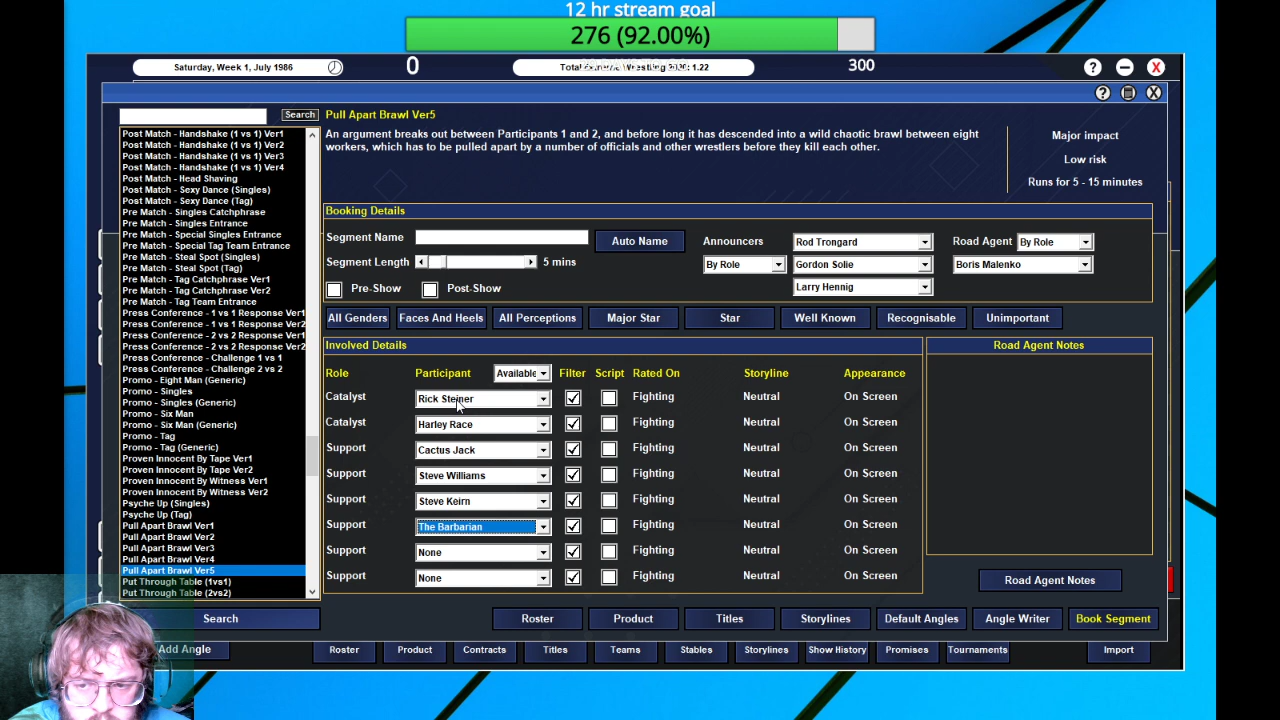 12 hr stream goal
276 (92.00%)
Saturday, Week 1, July 1986
0
Total Extreme Wrestling 2020: 1.22
300
Search
Pull Apart Brawl Ver5
An argument breaks out between Participants 1 and 2, and before long it has descended into a wild chaotic brawl between eight
workers, which has to be pulled apart by a number of officials and other wrestlers before they kill each other.
Major impact
Low risk
Runs for 5 - 15 minutes
Post Match - Handshake (1 vs 1) Ver1
Post Match - Handshake (1 vs 1) Ver2
Post Match - Handshake (1 vs 1) Ver3
Post Match - Handshake (1 vs 1) Ver4
Post Match - Head Shaving
Post Match - Sexy Dance (Singles)
Post Match - Sexy Dance (Tag)
Pre Match - Singles Catchphrase
Pre Match - Singles Entrance
Pre Match - Special Singles Entrance
Pre Match - Special Tag Team Entrance
Pre Match - Steal Spot (Singles)
Pre Match - Steal Spot (Tag)
Pre Match - Tag Catchphrase Ver1
Pre Match - Tag Catchphrase Ver2
Pre Match - Tag Team Entrance
Press Conference - 1 vs 1 Response Ver1
Press Conference - 1 vs 1 Response Ver2
Press Conference - 2 vs 2 Response Ver1
Press Conference - 2 vs 2 Response Ver2
Press Conference - Challenge 1 vs 1
Press Conference - Challenge 2 vs 2
Promo - Eight Man (Generic)
Promo - Singles
Promo - Singles (Generic)
Promo - Six Man
Promo - Six Man (Generic)
Promo - Tag
Promo - Tag (Generic)
Proven Innocent By Tape Ver1
Proven Innocent By Tape Ver2
Proven Innocent By Witness Ver1
Proven Innocent By Witness Ver2
Psyche Up (Singles)
Psyche Up (Tag)
Pull Apart Brawl Ver1
Pull Apart Brawl Ver2
Pull Apart Brawl Ver3
Pull Apart Brawl Ver4
Pull Apart Brawl Ver5
Put Through Table (1vs1)
Put Through Table (2vs2)
Search
Booking Details
Segment Name
Auto Name
Announcers
Rod Trongard
Road Agent
By Role
Segment Length
5 mins
By Role
Gordon Solie
Boris Malenko
Pre-Show
Post-Show
Larry Hennig
All Genders
Faces And Heels
All Perceptions
Major Star
Star
Well Known
Recognisable
Unimportant
Involved Details
Road Agent Notes
Role
Participant
Available
Filter
Script
Rated On
Storyline
Appearance
Catalyst
Rick Steiner
Fighting
Neutral
On Screen
Catalyst
Harley Race
Fighting
Neutral
On Screen
Support
Cactus Jack
Fighting
Neutral
On Screen
Support
Steve Williams
Fighting
Neutral
On Screen
Support
Steve Keirn
Fighting
Neutral
On Screen
Support
The Barbarian
Fighting
Neutral
On Screen
Support
None
Fighting
Neutral
On Screen
Support
None
Fighting
Neutral
On Screen
Road Agent Notes
Roster
Product
Titles
Storylines
Default Angles
Angle Writer
Book Segment
Add Angle
Roster
Product
Contracts
Titles
Teams
Stables
Storylines
Show History
Promises
Tournaments
Import